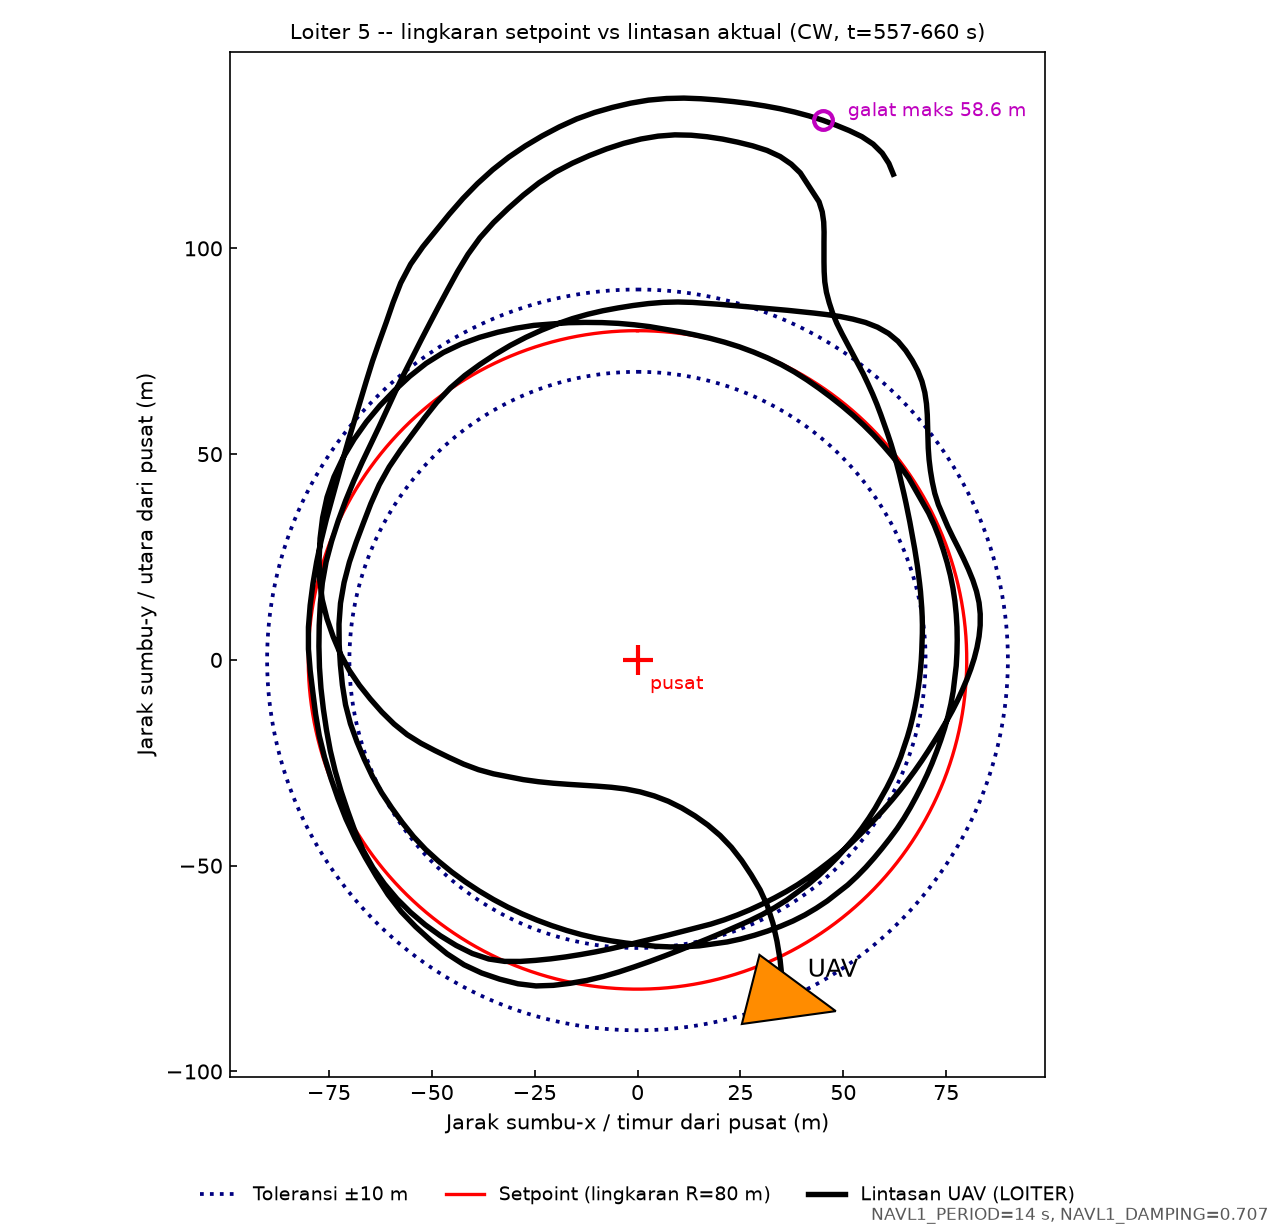 Loiter 5 -- lingkaran setpoint vs lintasan aktual (CW, t=557-660 s)
galat maks 58.6 m
100
50
0
−50
−100
Jarak sumbu-y / utara dari pusat (m)
pusat
UAV
−75 −50 −25 0 25 50 75
Jarak sumbu-x / timur dari pusat (m)
Toleransi ±10 m Setpoint (lingkaran R=80 m) Lintasan UAV (LOITER)
NAVL1_PERIOD=14 s, NAVL1_DAMPING=0.707